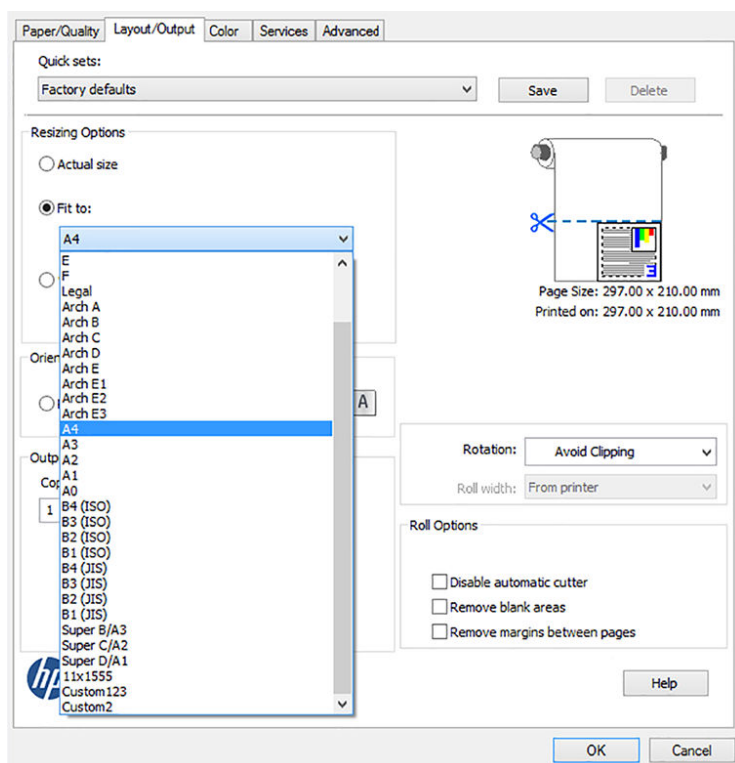 Paper/Quality Layout/Output Color Services Advanced
Quick sets:
Factory defaults
Save
Delete
Resizing Options
Actual size
Fit to:
A4
E
F
Legal
Arch A
Arch B
Arch C
Arch D
Arch E
Arch E1
Arch E2
Arch E3
A4
A3
A2
A1
A0
B4 (ISO)
B3 (ISO)
B2 (ISO)
B1 (ISO)
B4 (JIS)
B3 (JIS)
B2 (JIS)
B1 (JIS)
Super B/A3
Super C/A2
Super D/A1
11x1555
Custom123
Custom2
Orien
A
Outp
Cop
1
hp
E
Page Size: 297.00 x 210.00 mm
Printed on: 297.00 x 210.00 mm
Rotation: Avoid Clipping
Roll width: From printer
Roll Options
Disable automatic cutter
Remove blank areas
Remove margins between pages
Help
OK
Cancel